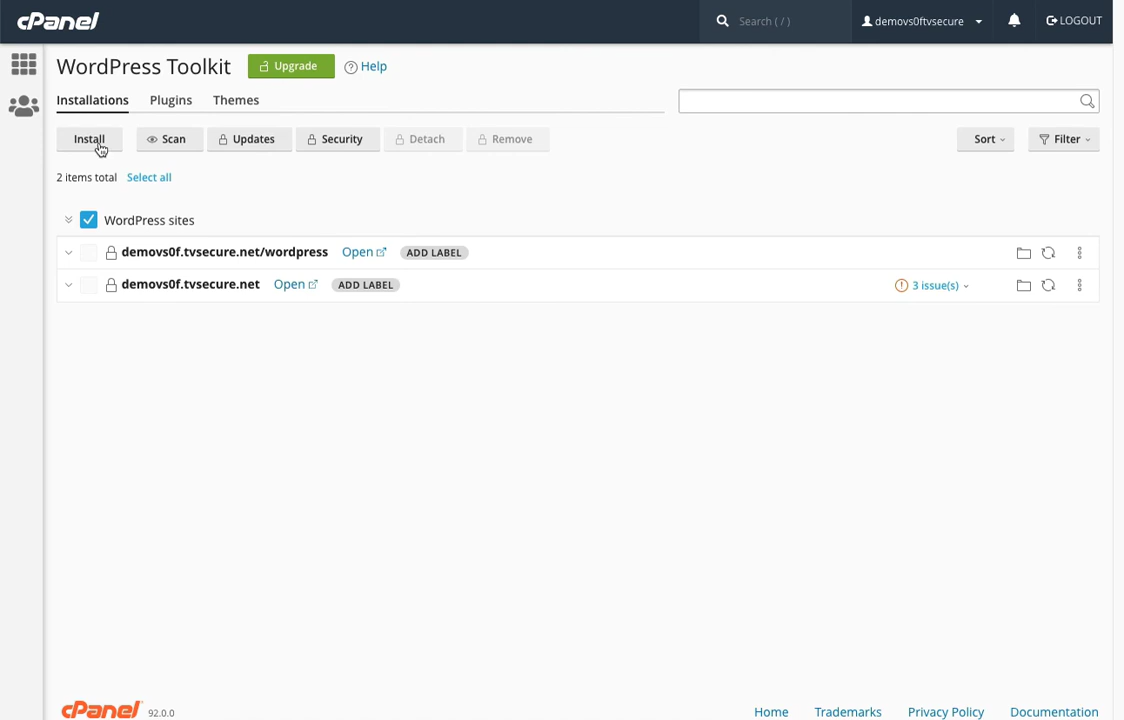 cPanel
Search ( / )
demovs0ftvsecure
LOGOUT
WordPress Toolkit
Upgrade
Help
Installations
Plugins
Themes
Install
Scan
Updates
Security
Detach
Remove
Sort
Filter
2 items total
Select all
WordPress sites
demovs0f.tvsecure.net/wordpress
Open
ADD LABEL
demovs0f.tvsecure.net
Open
ADD LABEL
3 issue(s)
cPanel
92.0.0
Home
Trademarks
Privacy Policy
Documentation